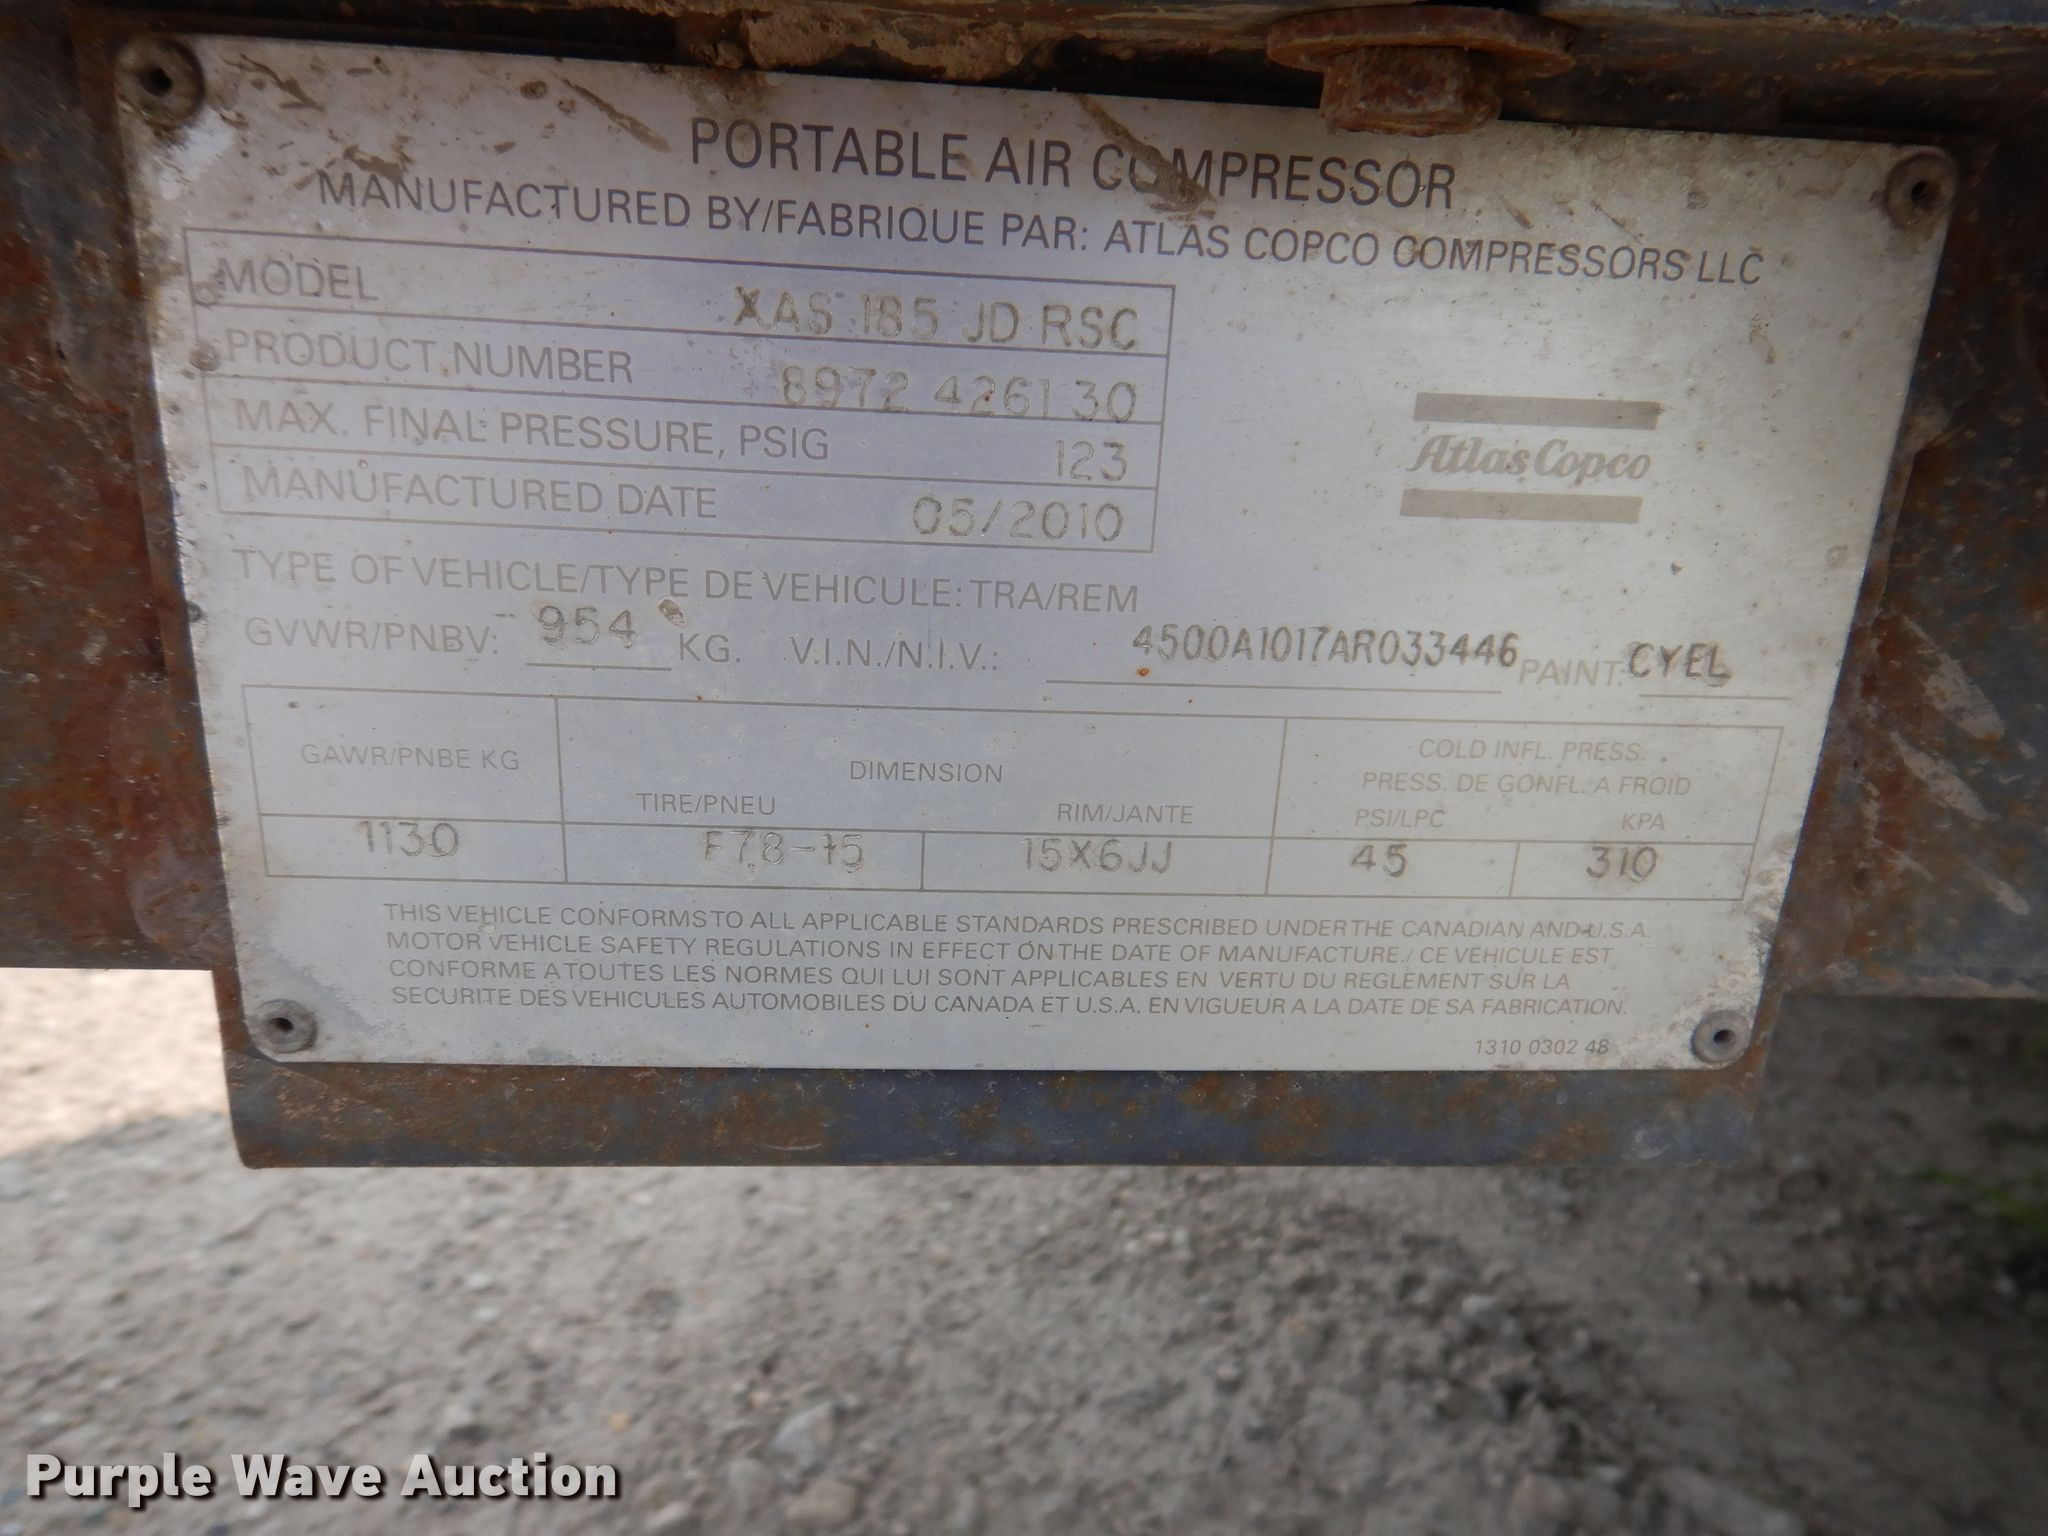 PORTABLE AIR COMPRESSOR
MANUFACTURED BY/FABRIQUE PAR: ATLAS COPCO COMPRESSORS LLC
MODEL XAS 185 JD RSC
PRODUCT NUMBER 8972 4261 30
MAX. FINAL PRESSURE, PSIG 123
MANUFACTURED DATE 05/2010
Atlas Copco
TYPE OF VEHICLE/TYPE DE VEHICULE: TRA/REM
GVWR/PNBV: 954 KG. V.I.N./N.I.V.: 4500A1017AR033446 PAINT: CYEL
GAWR/PNBE KG DIMENSION COLD INFL. PRESS.
PRESS. DE GONFL. A FROID
TIRE/PNEU RIM/JANTE PSI/LPC KPA
1130 F78-15 15X6JJ 45 310
THIS VEHICLE CONFORMS TO ALL APPLICABLE STANDARDS PRESCRIBED UNDER THE CANADIAN AND U.S.A.
MOTOR VEHICLE SAFETY REGULATIONS IN EFFECT ON THE DATE OF MANUFACTURE./ CE VEHICULE EST
CONFORME A TOUTES LES NORMES QUI LUI SONT APPLICABLES EN VERTU DU REGLEMENT SUR LA
SECURITE DES VEHICULES AUTOMOBILES DU CANADA ET U.S.A. EN VIGUEUR A LA DATE DE SA FABRICATION.
1310 0302 48
Purple Wave Auction